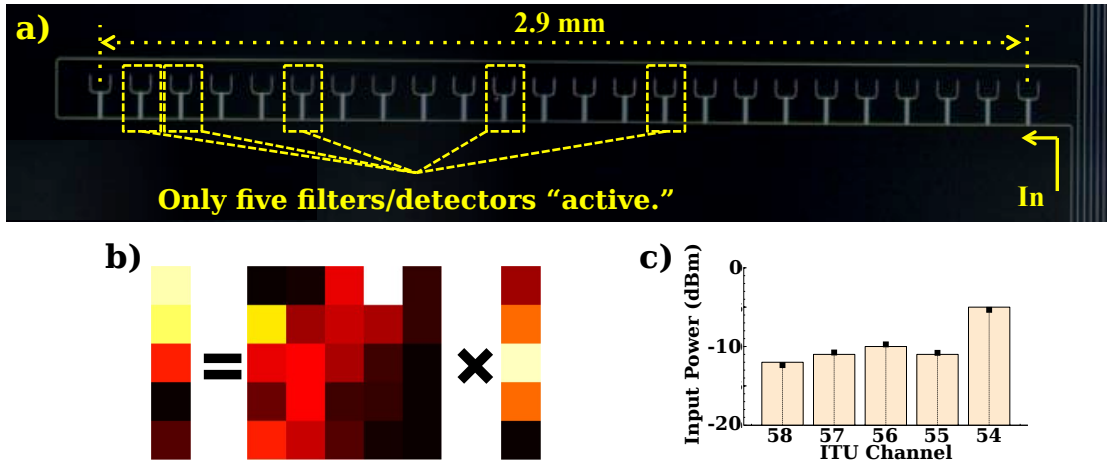 a)
2.9 mm
Only five filters/detectors “active.”
In
b)
=
×
c)
Input Power (dBm)
0
-10
-20
58 57 56 55 54
ITU Channel